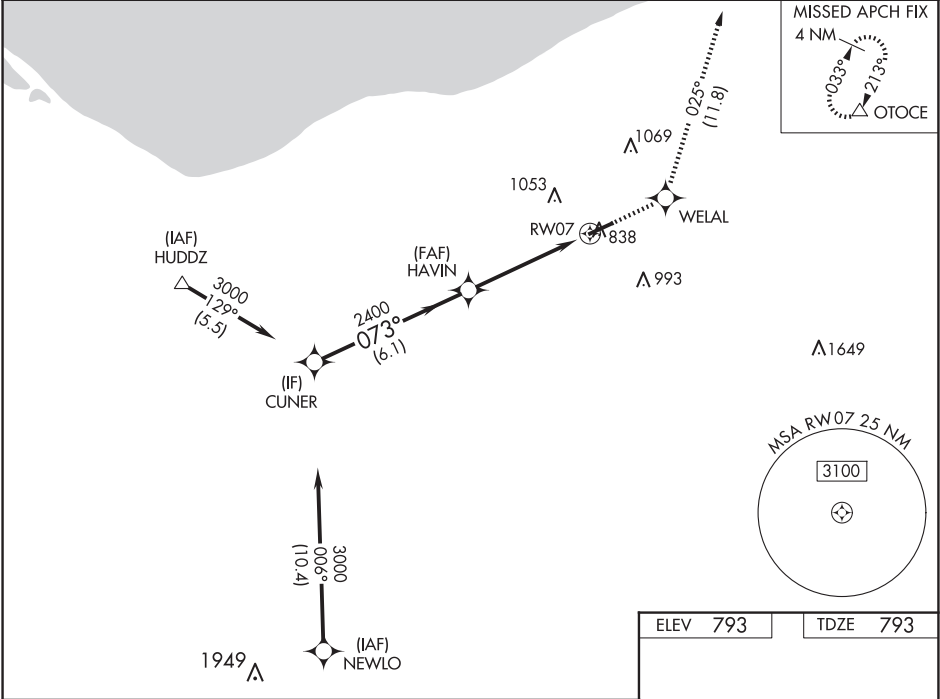 MISSED APCH FIX
4 NM
033°
213°
OTOCE
025°
(11.8)
1069
1053
WELAL
RW07
838
(IAF)
HUDDZ
(FAF)
HAVIN
993
3000
129°
(5.5)
2400
073°
(6.1)
1649
(IF)
CUNER
MSA RW07 25 NM
3100
3000
006°
(10.4)
ELEV 793
TDZE 793
(IAF)
NEWLO
1949